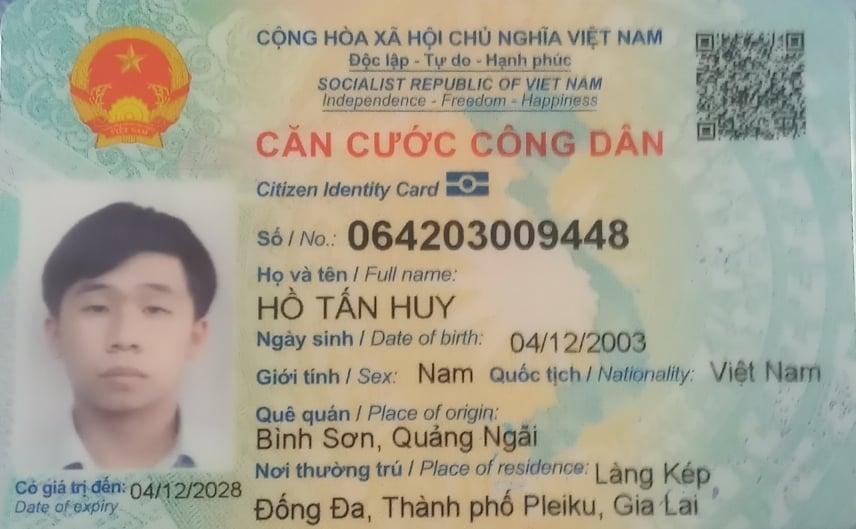 CỘNG HÒA XÃ HỘI CHỦ NGHĨA VIỆT NAM
Độc lập - Tự do - Hạnh phúc
SOCIALIST REPUBLIC OF VIET NAM
Independence - Freedom - Happiness
CĂN CƯỚC CÔNG DÂN
Citizen Identity Card
Số / No.: 064203009448
Họ và tên / Full name:
HỒ TẤN HUY
Ngày sinh / Date of birth: 04/12/2003
Giới tính / Sex: Nam Quốc tịch / Nationality: Việt Nam
Quê quán / Place of origin:
Bình Sơn, Quảng Ngãi
Nơi thường trú / Place of residence: Làng Kép
Đống Đa, Thành phố Pleiku, Gia Lai
Có giá trị đến: 04/12/2028
Date of expiry
VIỆT NAM